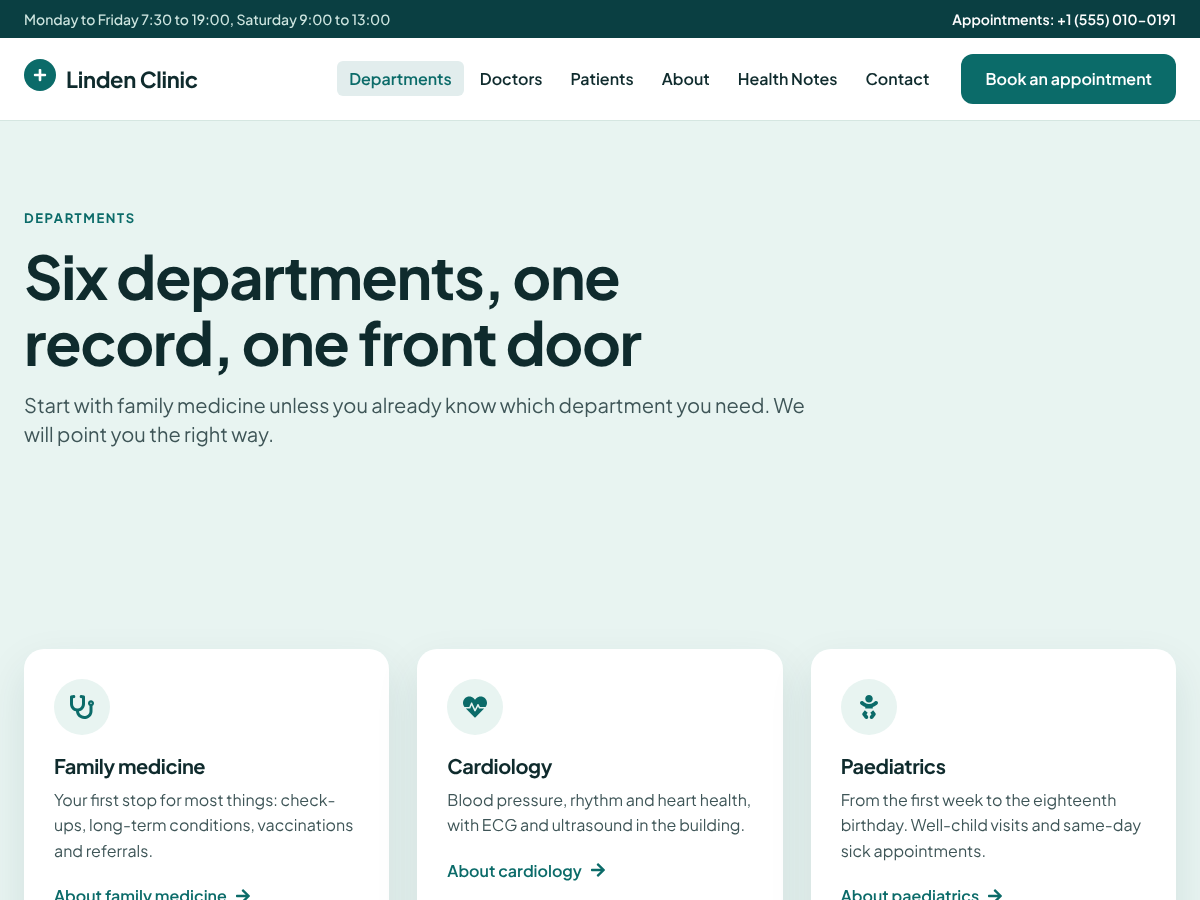 Monday to Friday 7:30 to 19:00, Saturday 9:00 to 13:00
Appointments: +1 (555) 010-0191
Linden Clinic
Departments
Doctors
Patients
About
Health Notes
Contact
Book an appointment
DEPARTMENTS
Six departments, one
record, one front door
Start with family medicine unless you already know which department you need. We
will point you the right way.
Family medicine
Your first stop for most things: check-
ups, long-term conditions, vaccinations
and referrals.
About family medicine
Cardiology
Blood pressure, rhythm and heart health,
with ECG and ultrasound in the building.
About cardiology
Paediatrics
From the first week to the eighteenth
birthday. Well-child visits and same-day
sick appointments.
About paediatrics